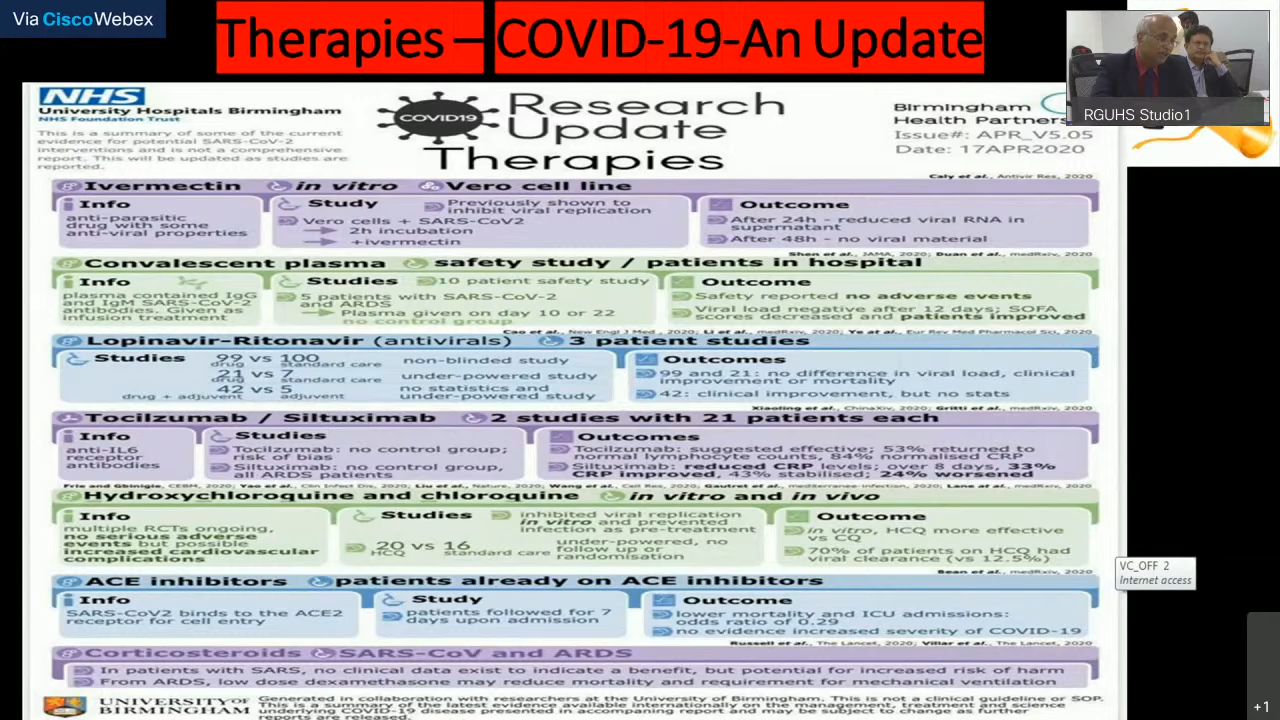 Via Cisco Webex
Therapies – COVID-19-An Update
RGUHS Studio1
NHS
University Hospitals Birmingham
NHS Foundation Trust
This is a summary of some of the current
evidence for potential SARS-CoV-2
interventions and is not a comprehensive
report. This will be updated as studies are
reported.
COVID19
Research
Update
Therapies
Birmingham
Health Partners
Issue#: APR_V5.05
Date: 17APR2020
Caly et al., Antivir Res, 2020
Ivermectin in vitro Vero cell line
Info
anti-parasitic
drug with some
anti-viral properties
Study
Previously shown to
inhibit viral replication
Vero cells + SARS-CoV2
2h incubation
+ivermectin
Outcome
After 24h - reduced viral RNA in
supernatant
After 48h - no viral material
Shen et al., JAMA, 2020; Duan et al., medRxiv, 2020
Convalescent plasma safety study / patients in hospital
Info
plasma contained IgG
and IgM SARS-CoV-2
antibodies. Given as
infusion treatment
Studies
10 patient safety study
5 patients with SARS-CoV-2
and ARDS
Plasma given on day 10 or 22
no control group
Outcome
Safety reported no adverse events
Viral load negative after 12 days; SOFA
scores decreased and patients improved
Cao et al., New Engl J Med, 2020; Li et al., medRxiv, 2020; Ye et al., Eur Rev Med Pharmacol Sci, 2020
Lopinavir-Ritonavir (antivirals) 3 patient studies
Studies
99 vs 100 non-blinded study
drug standard care
21 vs 7 under-powered study
drug standard care
42 vs 5 no statistics and
drug + adjuvent adjuvent under-powered study
Outcomes
99 and 21: no difference in viral load, clinical
improvement or mortality
42: clinical improvement, but no stats
Xiaoling et al., ChinaXiv, 2020; Gritti et al., medRxiv, 2020
Tocilzumab / Siltuximab 2 studies with 21 patients each
Info
anti-IL6
receptor
antibodies
Studies
Tocilzumab: no control group;
risk of bias
Siltuximab: no control group,
all ARDS patients
Outcomes
Tocilzumab: suggested effective; 53% returned to
normal lymphocyte counts, 84% normalised CRP
Siltuximab: reduced CRP levels; over 8 days, 33%
CRP improved, 43% stabilised; 24% worsened
Frie and Gbinigie, CEBM, 2020; Yao et al., Clin Infect Dis, 2020; Liu et al., Nature, 2020; Wang et al., Cell Res, 2020; Gautret et al., mediterranee infection, 2020; Lane et al., medRxiv, 2020
Hydroxychloroquine and chloroquine in vitro and in vivo
Info
multiple RCTs ongoing,
no serious adverse
events but possible
increased cardiovascular
complications
Studies
inhibited viral replication
in vitro and prevented
infection as pre-treatment
20 vs 16 under-powered, no
HCQ standard care follow up or
randomisation
Outcome
in vitro, HCQ more effective
vs CQ
70% of patients on HCQ had
viral clearance (vs 12.5%)
Bean et al., medRxiv, 2020
ACE inhibitors patients already on ACE inhibitors
Info
SARS-CoV2 binds to the ACE2
receptor for cell entry
Study
patients followed for 7
days upon admission
Outcome
lower mortality and ICU admissions:
odds ratio of 0.29
no evidence increased severity of COVID-19
Russell et al., The Lancet, 2020; Villar et al., The Lancet, 2020
Corticosteroids SARS-CoV and ARDS
In patients with SARS, no clinical data exist to indicate a benefit, but potential for increased risk of harm
From ARDS, low dose dexamethasone may reduce mortality and requirement for mechanical ventilation
UNIVERSITY OF
BIRMINGHAM
Generated in collaboration with researchers at the University of Birmingham. This is not a clinical guideline or SOP.
This is a summary of the latest evidence available internationally on the management, treatment and science
underlying COVID-19 disease presented in accompanying report and may be subject to change as further
reports are released.
VC_OFF 2
Internet access
+1